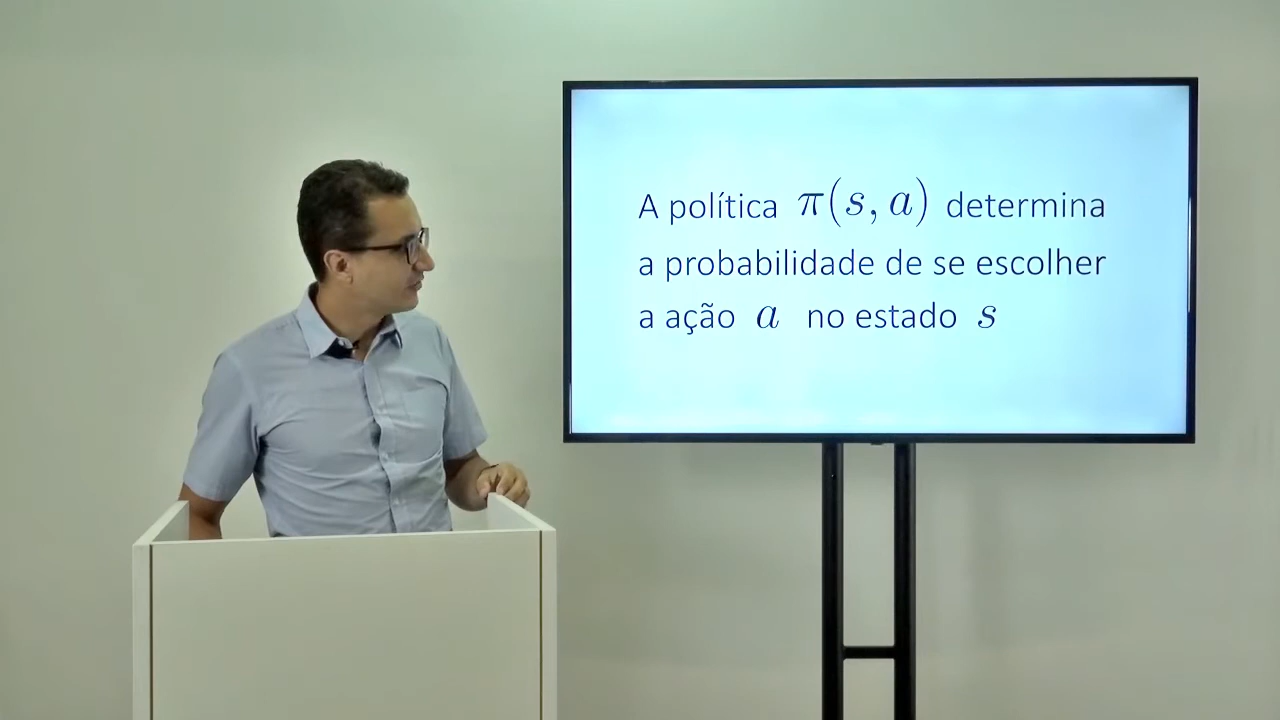 A política π(s, a) determina
a probabilidade de se escolher
a ação a no estado s